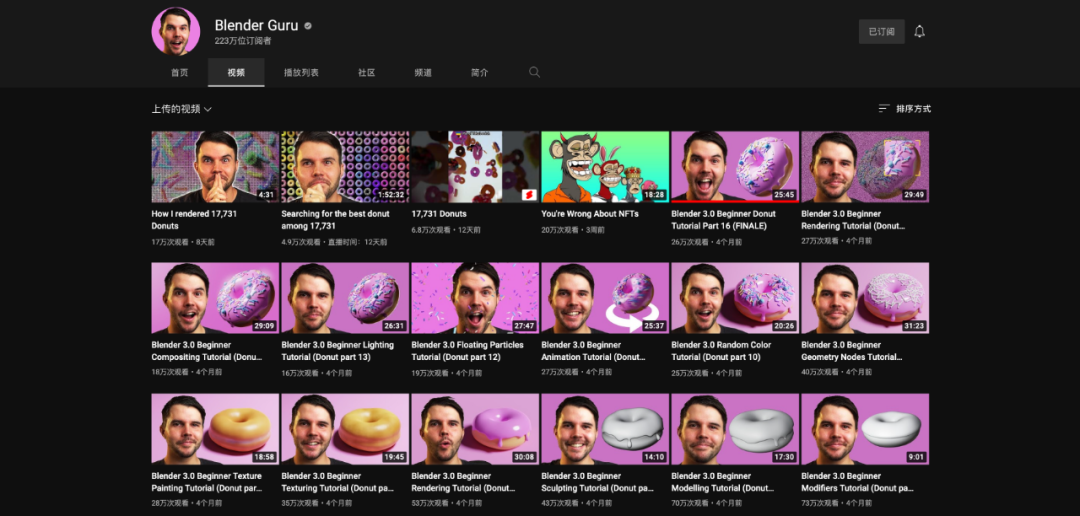 Blender Guru
223万位订阅者
已订阅
首页 视频 播放列表 社区 频道 简介
上传的视频
排序方式
4:31 1:52:32 18:28 25:45 29:49
How I rendered 17,731 Donuts
17万次观看・8天前
Searching for the best donut among 17,731
4.9万次观看・直播时间：12天前
17,731 Donuts
6.8万次观看・12天前
You're Wrong About NFTs
20万次观看・3周前
Blender 3.0 Beginner Donut Tutorial Part 16 (FINALE)
26万次观看・4个月前
Blender 3.0 Beginner Rendering Tutorial (Donut...
27万次观看・4个月前
29:09 26:31 27:47 25:37 20:26 31:23
Blender 3.0 Beginner Compositing Tutorial (Donu...
18万次观看・4个月前
Blender 3.0 Beginner Lighting Tutorial (Donut part 13)
16万次观看・4个月前
Blender 3.0 Floating Particles Tutorial (Donut part 12)
19万次观看・4个月前
Blender 3.0 Beginner Animation Tutorial (Donut...
27万次观看・4个月前
Blender 3.0 Random Color Tutorial (Donut part 10)
25万次观看・4个月前
Blender 3.0 Beginner Geometry Nodes Tutorial...
40万次观看・4个月前
18:58 19:45 30:08 14:10 17:30 9:01
Blender 3.0 Beginner Texture Painting Tutorial (Donut par...
28万次观看・4个月前
Blender 3.0 Beginner Texturing Tutorial (Donut pa...
35万次观看・4个月前
Blender 3.0 Beginner Rendering Tutorial (Donut...
53万次观看・4个月前
Blender 3.0 Beginner Sculpting Tutorial (Donut pa...
43万次观看・4个月前
Blender 3.0 Beginner Modelling Tutorial (Donut...
70万次观看・4个月前
Blender 3.0 Beginner Modifiers Tutorial (Donut pa...
73万次观看・4个月前